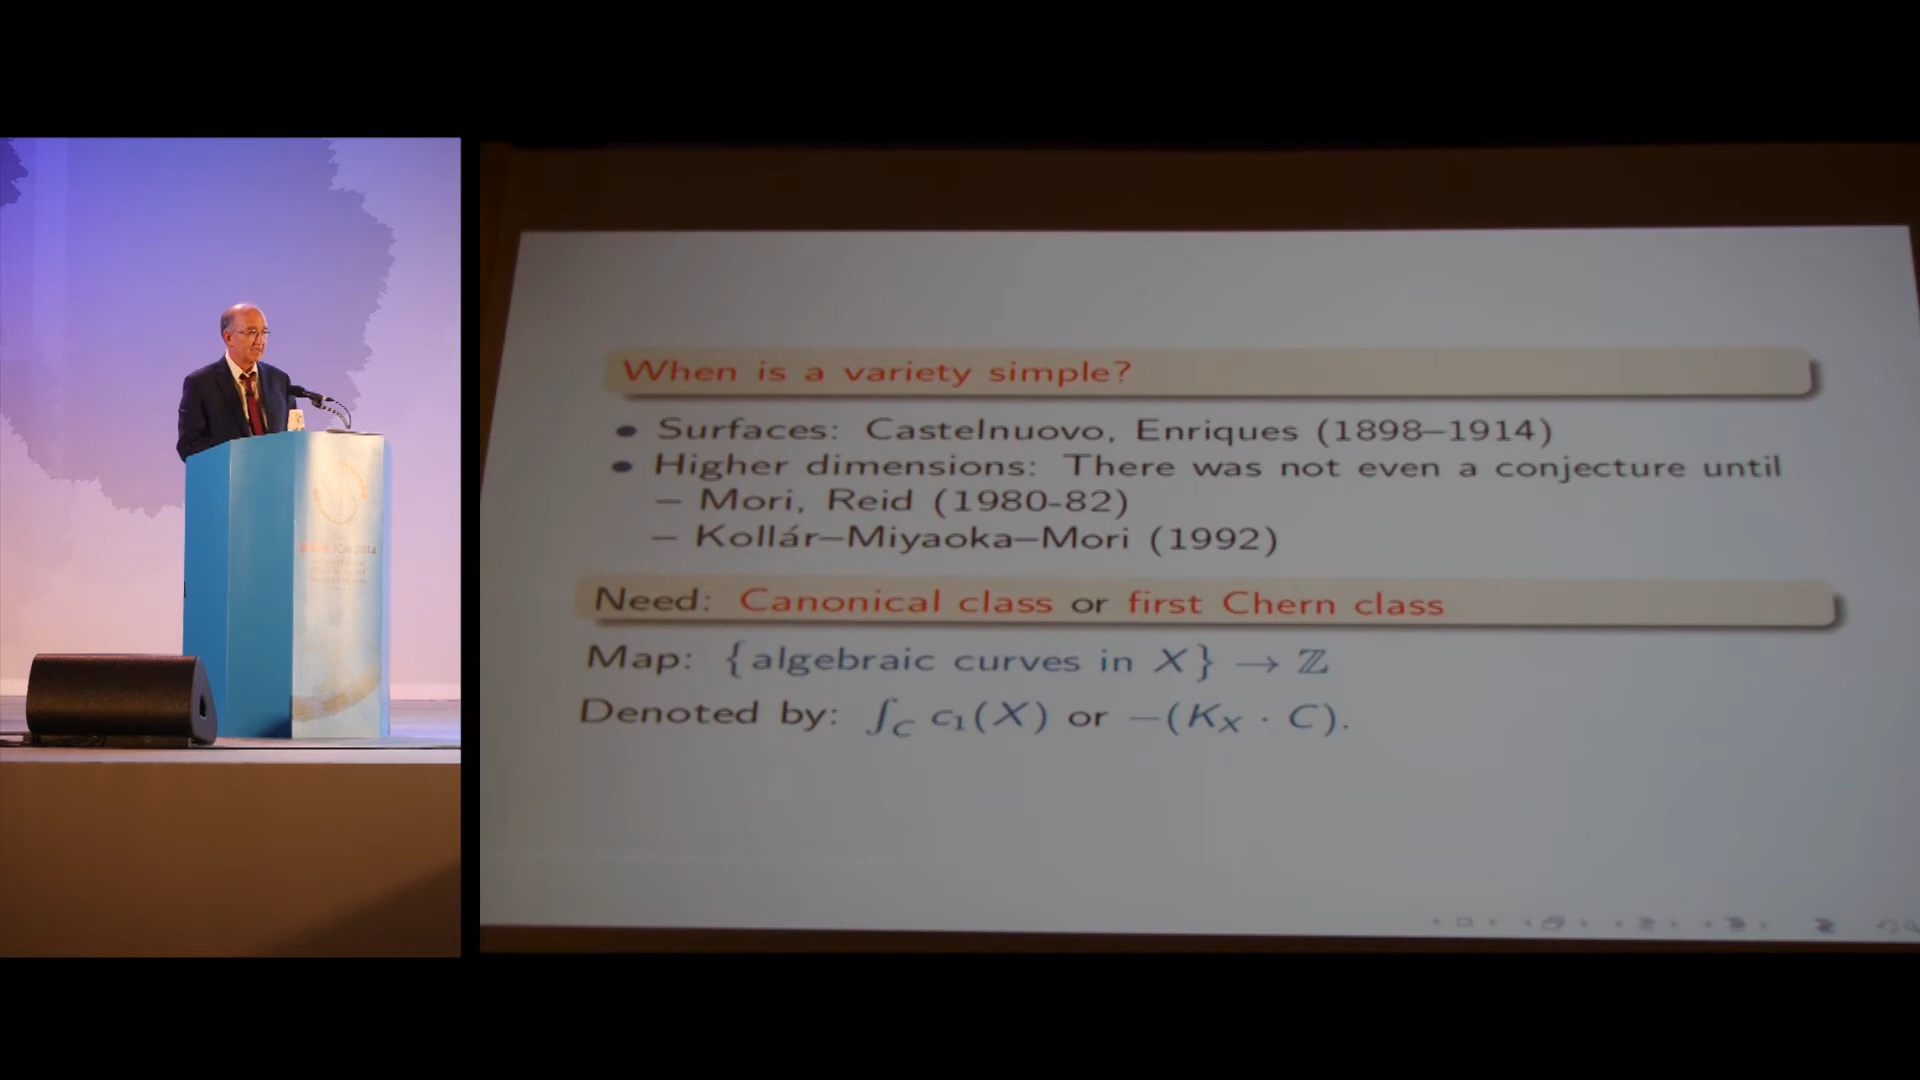 When is a variety simple?
• Surfaces: Castelnuovo, Enriques (1898–1914)
• Higher dimensions: There was not even a conjecture until
– Mori, Reid (1980-82)
– Kollár–Miyaoka–Mori (1992)
Need: Canonical class or first Chern class
Map: {algebraic curves in X} → ℤ
Denoted by: ∫_C c₁(X) or −(K_X · C).